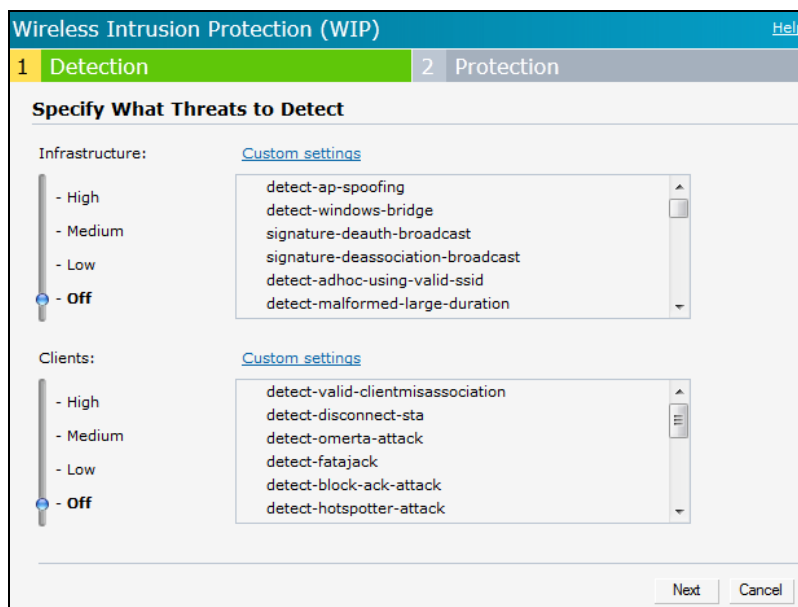 Wireless Intrusion Protection (WIP)
Help
1 Detection
2 Protection
Specify What Threats to Detect
Infrastructure:
Custom settings
- High
- Medium
- Low
- Off
detect-ap-spoofing
detect-windows-bridge
signature-deauth-broadcast
signature-deassociation-broadcast
detect-adhoc-using-valid-ssid
detect-malformed-large-duration
Clients:
Custom settings
- High
- Medium
- Low
- Off
detect-valid-clientmisassociation
detect-disconnect-sta
detect-omerta-attack
detect-fatajack
detect-block-ack-attack
detect-hotspotter-attack
Next
Cancel